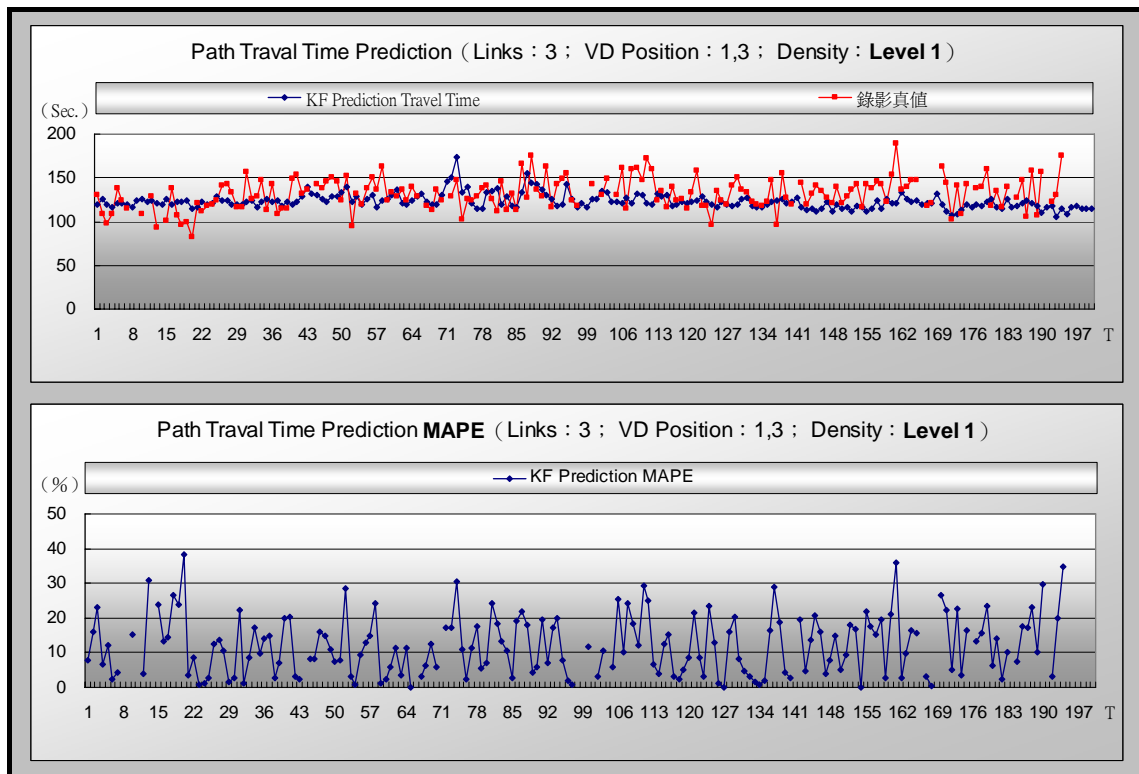 Path Traval Time Prediction（Links：3； VD Position：1,3； Density：Level 1）
KF Prediction Travel Time 錄影真值
(Sec.)
200
150
100
50
0
1 8 15 22 29 36 43 50 57 64 71 78 85 92 99 106 113 120 127 134 141 148 155 162 169 176 183 190 197 T
Path Traval Time Prediction MAPE（Links：3； VD Position：1,3； Density：Level 1）
KF Prediction MAPE
(%)
50
40
30
20
10
0
1 8 15 22 29 36 43 50 57 64 71 78 85 92 99 106 113 120 127 134 141 148 155 162 169 176 183 190 197 T